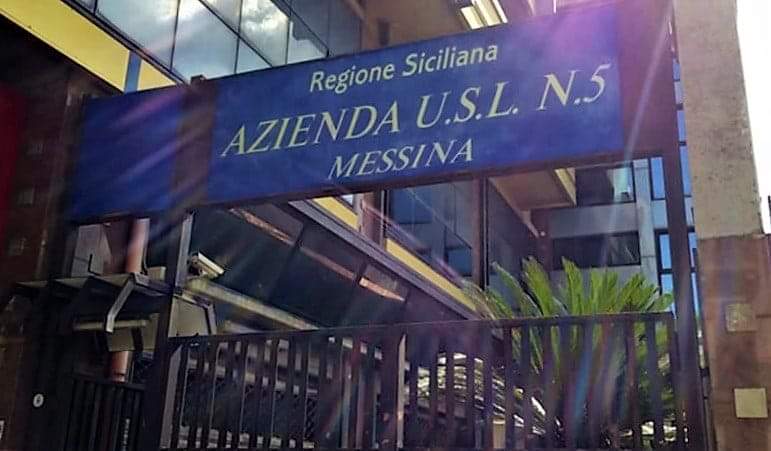 Regione Siciliana
AZIENDA U.S.L. N.5
MESSINA